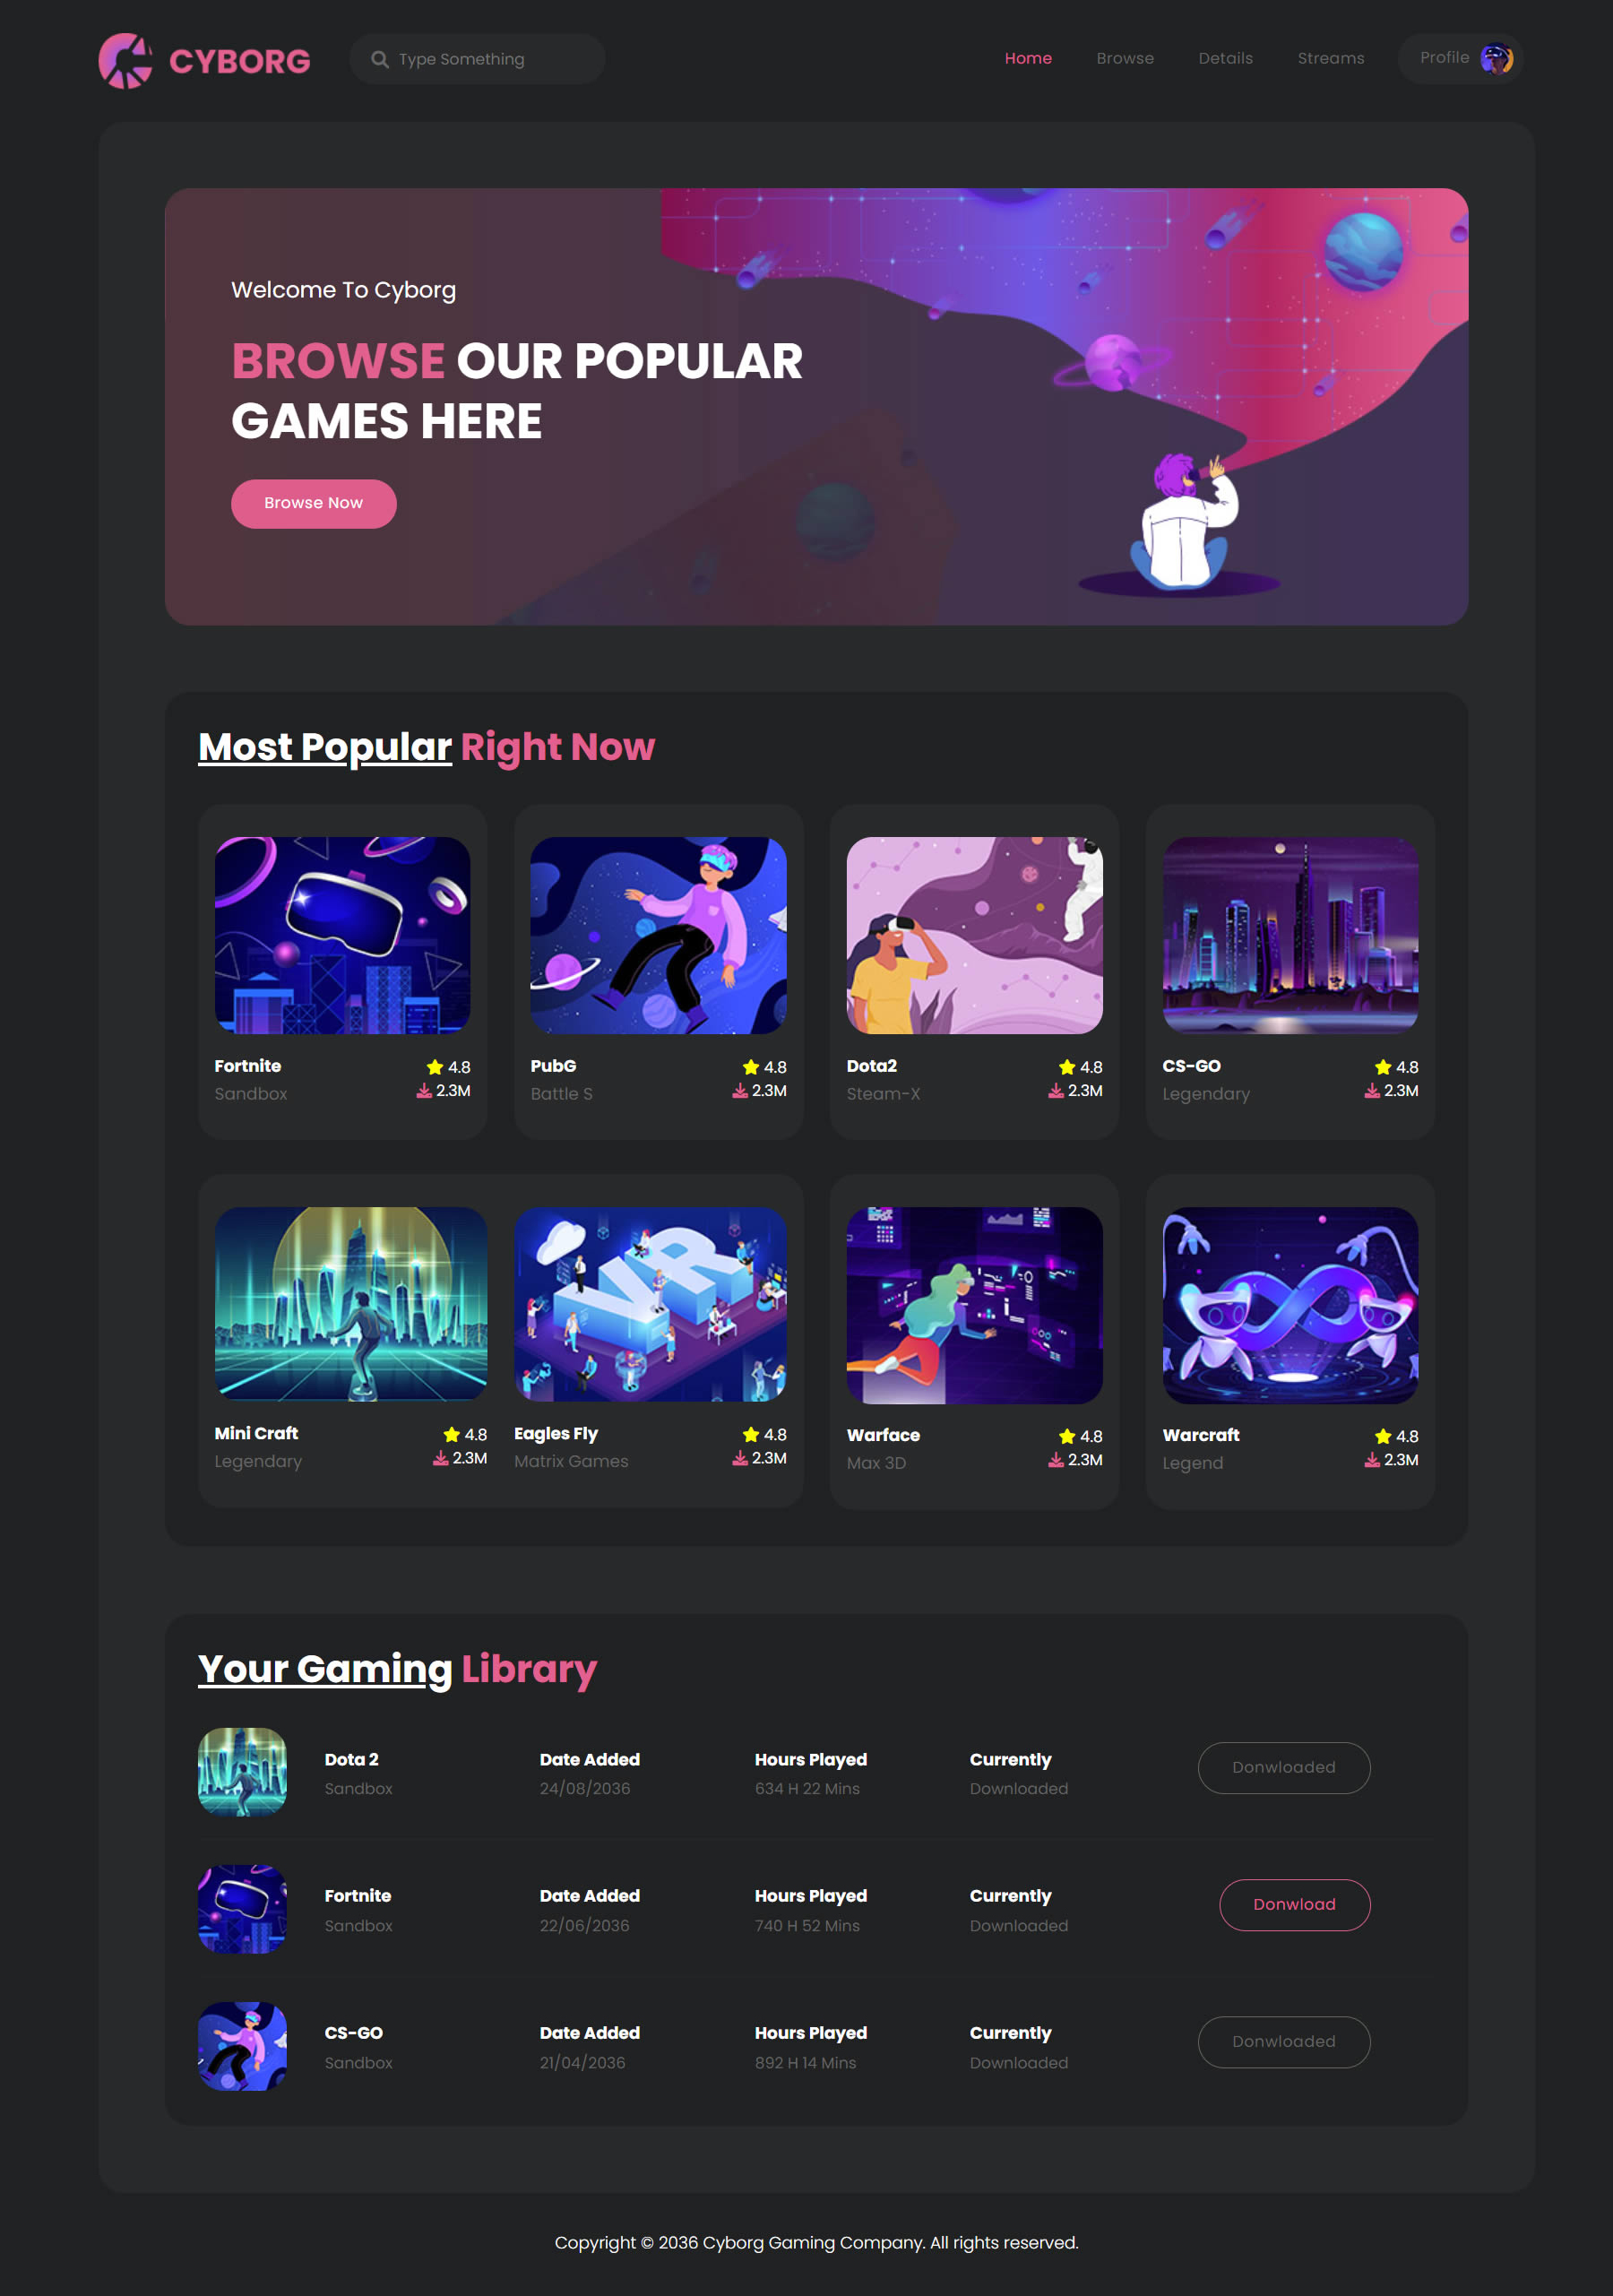 CYBORG
Type Something
Home Browse Details Streams Profile
Welcome To Cyborg
BROWSE OUR POPULAR
GAMES HERE
Browse Now
Most Popular Right Now
Fortnite 4.8
Sandbox 2.3M
PubG 4.8
Battle S 2.3M
Dota2 4.8
Steam-X 2.3M
CS-GO 4.8
Legendary 2.3M
VR
Mini Craft 4.8
Legendary 2.3M
Eagles Fly 4.8
Matrix Games 2.3M
Warface 4.8
Max 3D 2.3M
Warcraft 4.8
Legend 2.3M
Your Gaming Library
Dota 2 Date Added Hours Played Currently
Sandbox 24/08/2036 634 H 22 Mins Downloaded
Donwloaded
Fortnite Date Added Hours Played Currently
Sandbox 22/06/2036 740 H 52 Mins Downloaded
Donwload
CS-GO Date Added Hours Played Currently
Sandbox 21/04/2036 892 H 14 Mins Downloaded
Donwloaded
Copyright © 2036 Cyborg Gaming Company. All rights reserved.